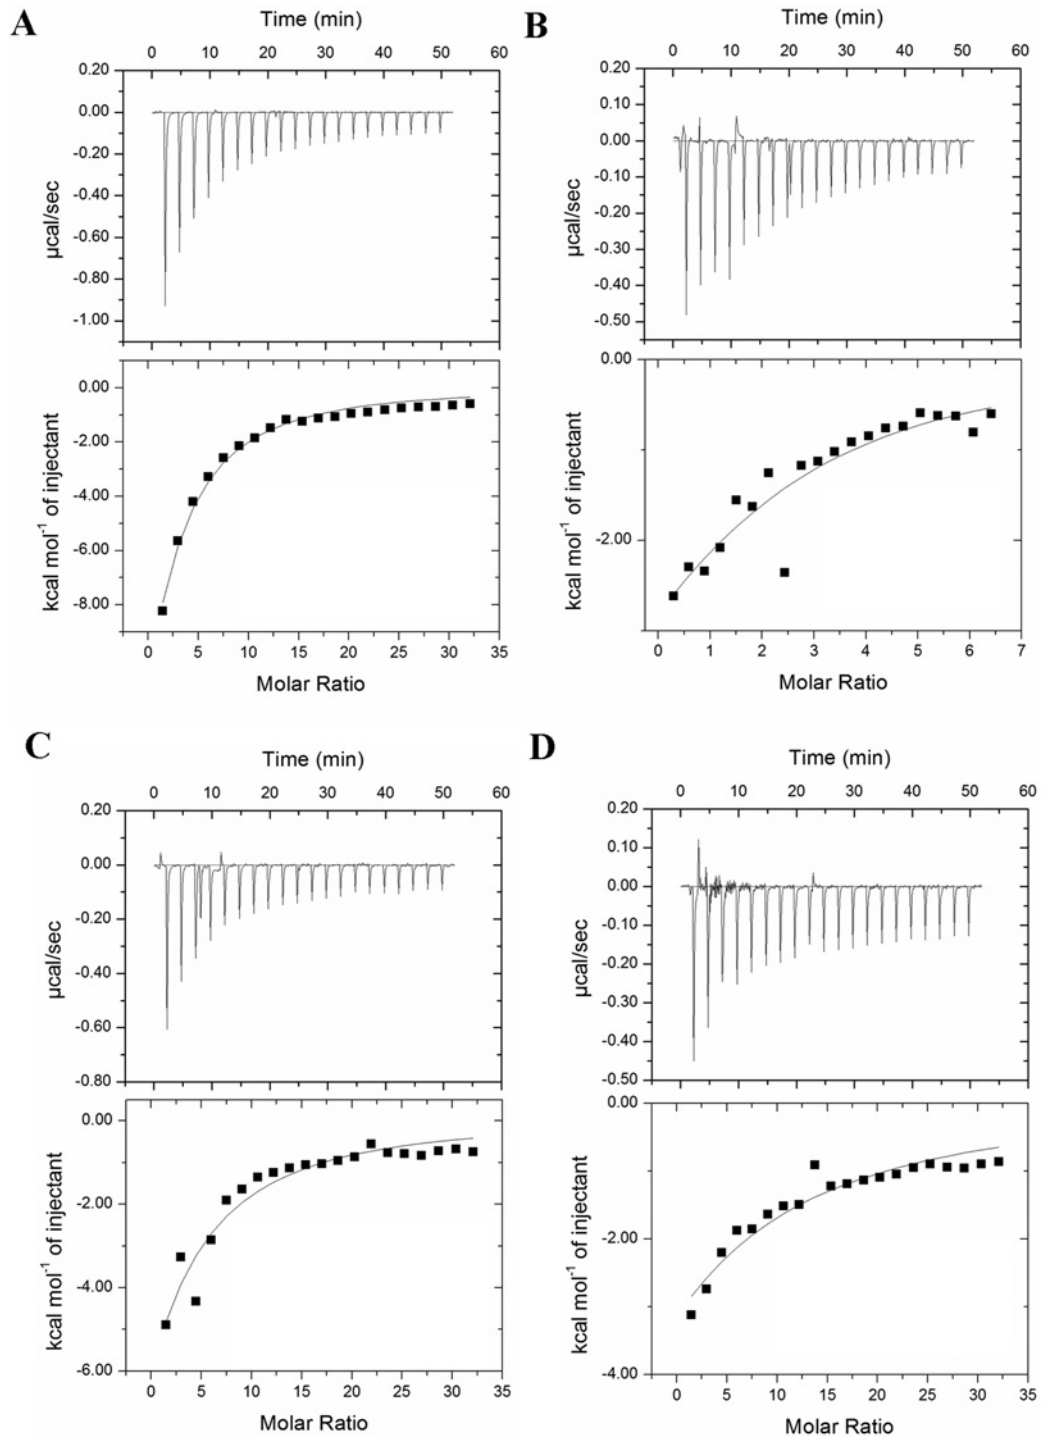 A
Time (min)
0 10 20 30 40 50 60
0.20
0.00
-0.20
-0.40
-0.60
-0.80
-1.00
µcal/sec
0.00
-2.00
-4.00
-6.00
-8.00
kcal mol⁻¹ of injectant
0 5 10 15 20 25 30 35
Molar Ratio
B
Time (min)
0 10 20 30 40 50 60
0.20
0.10
0.00
-0.10
-0.20
-0.30
-0.40
-0.50
µcal/sec
0.00
-2.00
kcal mol⁻¹ of injectant
0 1 2 3 4 5 6 7
Molar Ratio
C
Time (min)
0 10 20 30 40 50 60
0.20
0.00
-0.20
-0.40
-0.60
-0.80
µcal/sec
0.00
-2.00
-4.00
-6.00
kcal mol⁻¹ of injectant
0 5 10 15 20 25 30 35
Molar Ratio
D
Time (min)
0 10 20 30 40 50 60
0.20
0.10
0.00
-0.10
-0.20
-0.30
-0.40
-0.50
µcal/sec
0.00
-2.00
-4.00
kcal mol⁻¹ of injectant
0 5 10 15 20 25 30 35
Molar Ratio